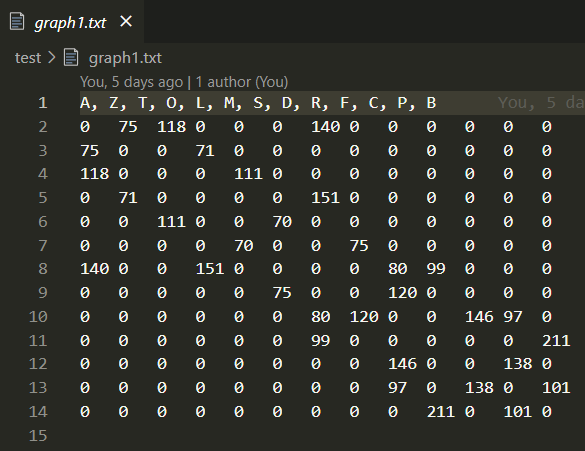 graph1.txt ×
test > graph1.txt
You, 5 days ago | 1 author (You)
1 A, Z, T, O, L, M, S, D, R, F, C, P, B You, 5 da
2 0 75 118 0 0 0 140 0 0 0 0 0 0
3 75 0 0 71 0 0 0 0 0 0 0 0 0
4 118 0 0 0 111 0 0 0 0 0 0 0 0
5 0 71 0 0 0 0 151 0 0 0 0 0 0
6 0 0 111 0 0 70 0 0 0 0 0 0 0
7 0 0 0 0 70 0 0 75 0 0 0 0 0
8 140 0 0 151 0 0 0 0 80 99 0 0 0
9 0 0 0 0 0 75 0 0 120 0 0 0 0
10 0 0 0 0 0 0 80 120 0 0 146 97 0
11 0 0 0 0 0 0 99 0 0 0 0 0 211
12 0 0 0 0 0 0 0 0 146 0 0 138 0
13 0 0 0 0 0 0 0 0 97 0 138 0 101
14 0 0 0 0 0 0 0 0 0 211 0 101 0
15